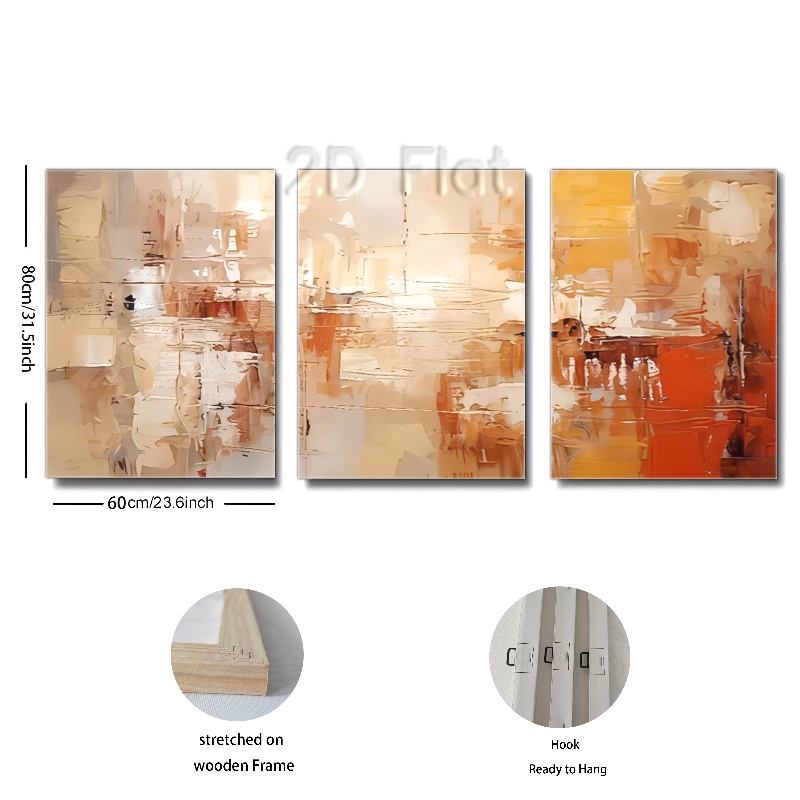 2D Flat
80cm/31.5inch
60cm/23.6inch
stretched on
wooden Frame
Hook
Ready to Hang